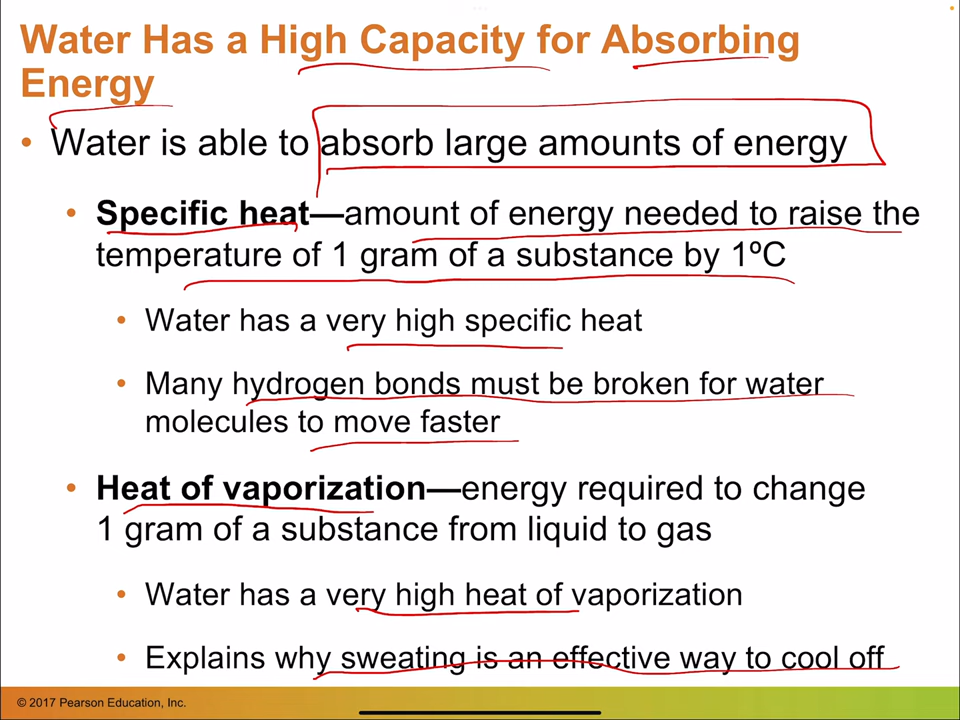 Water Has a High Capacity for Absorbing
Energy
• Water is able to absorb large amounts of energy
• Specific heat—amount of energy needed to raise the
temperature of 1 gram of a substance by 1ºC
• Water has a very high specific heat
• Many hydrogen bonds must be broken for water
molecules to move faster
• Heat of vaporization—energy required to change
1 gram of a substance from liquid to gas
• Water has a very high heat of vaporization
• Explains why sweating is an effective way to cool off
© 2017 Pearson Education, Inc.